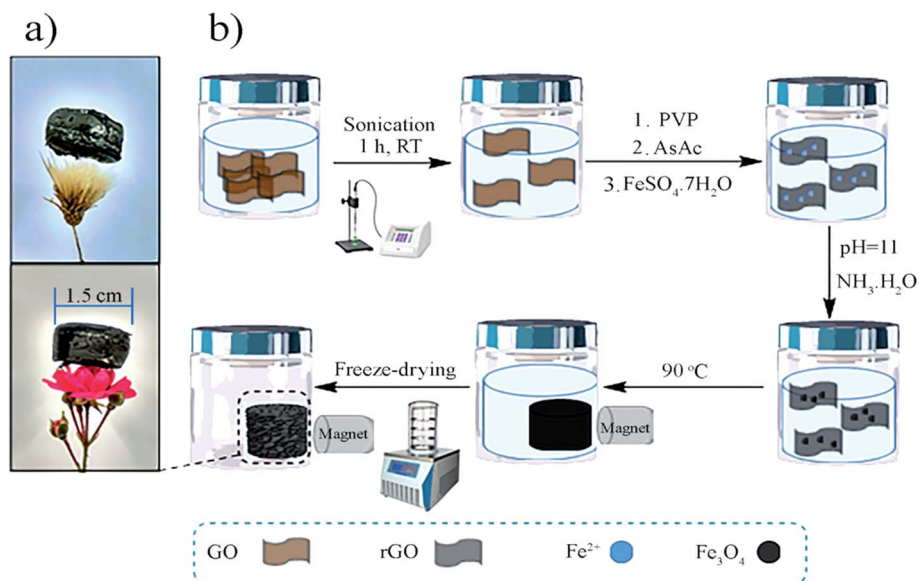 a)
b)
1.5 cm
Sonication
1 h, RT
1. PVP
2. AsAc
3. FeSO₄.7H₂O
pH=11
NH₃.H₂O
90 °C
Magnet
Freeze-drying
Magnet
GO
rGO
Fe²⁺
Fe₃O₄